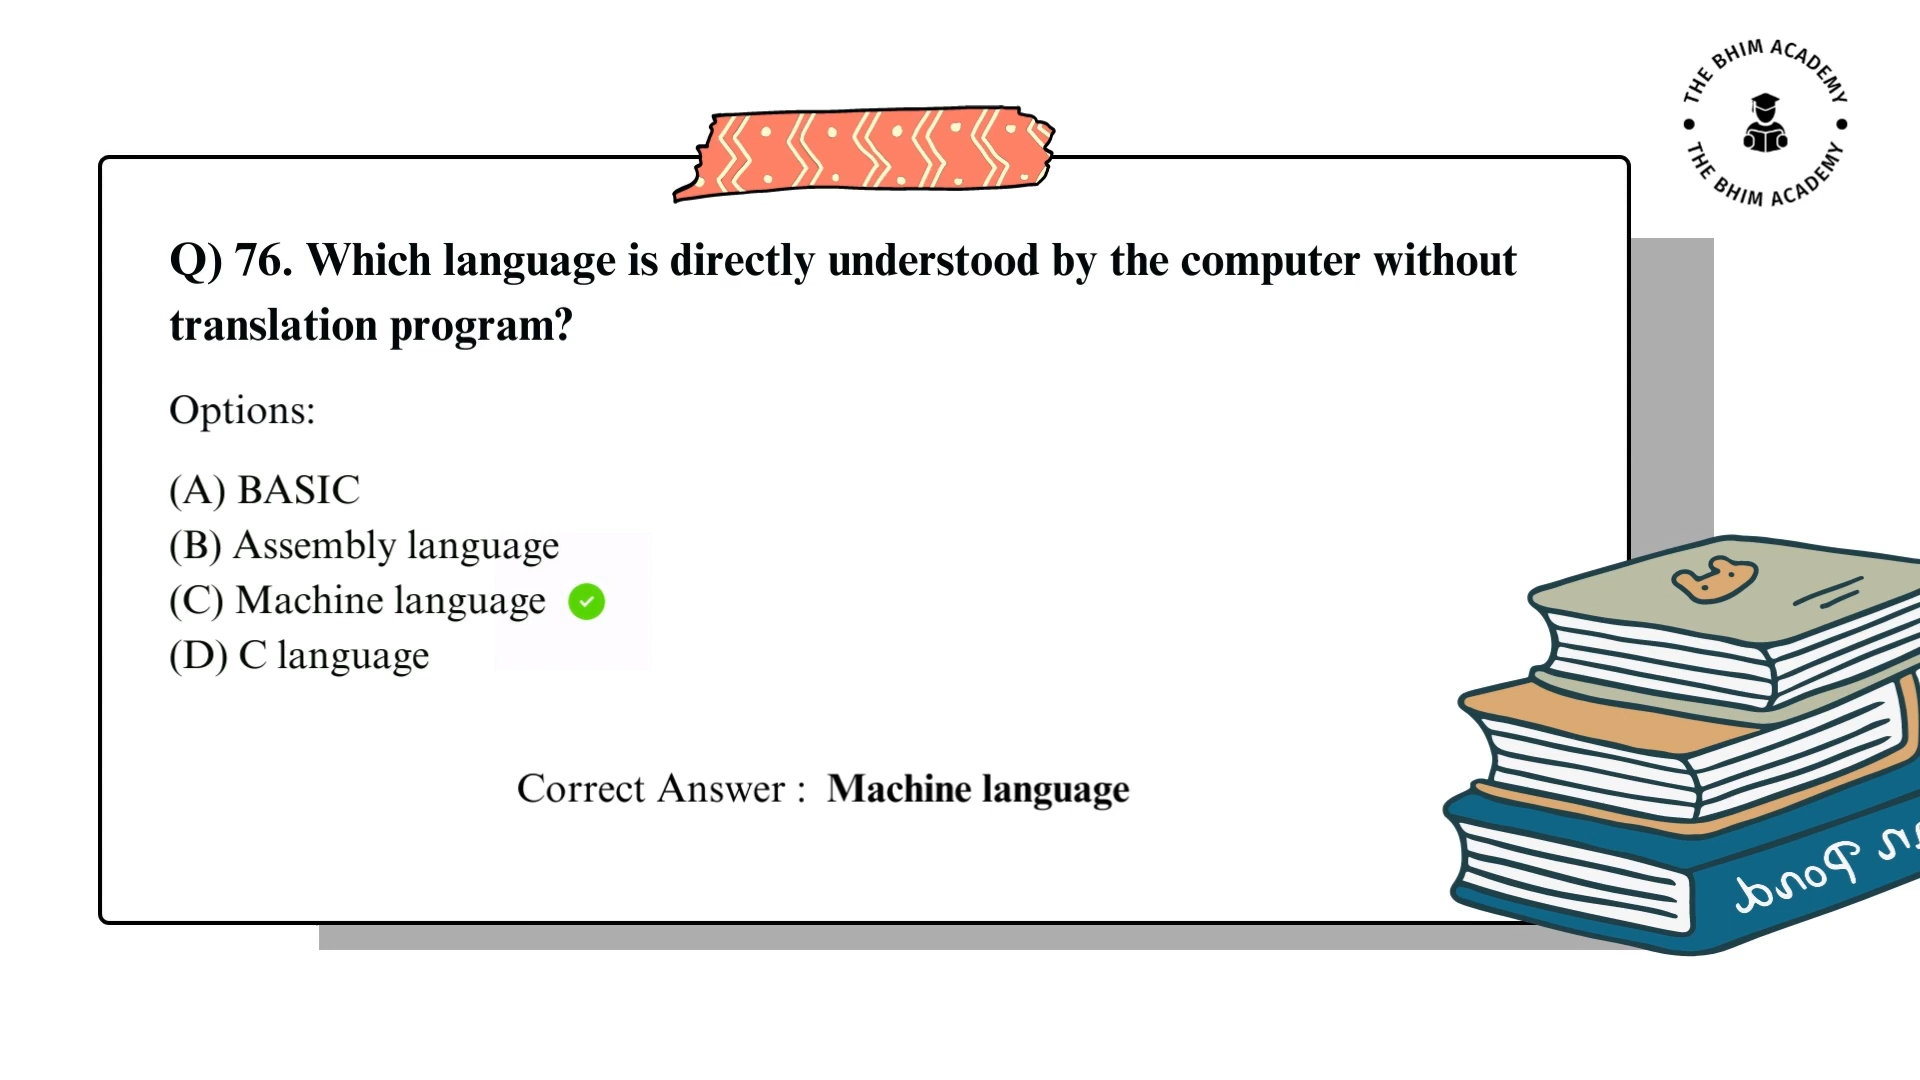 THE BHIM ACADEMY
THE BHIM ACADEMY
Q) 76. Which language is directly understood by the computer without
translation program?
Options:
(A) BASIC
(B) Assembly language
(C) Machine language
(D) C language
Correct Answer : Machine language
Pond